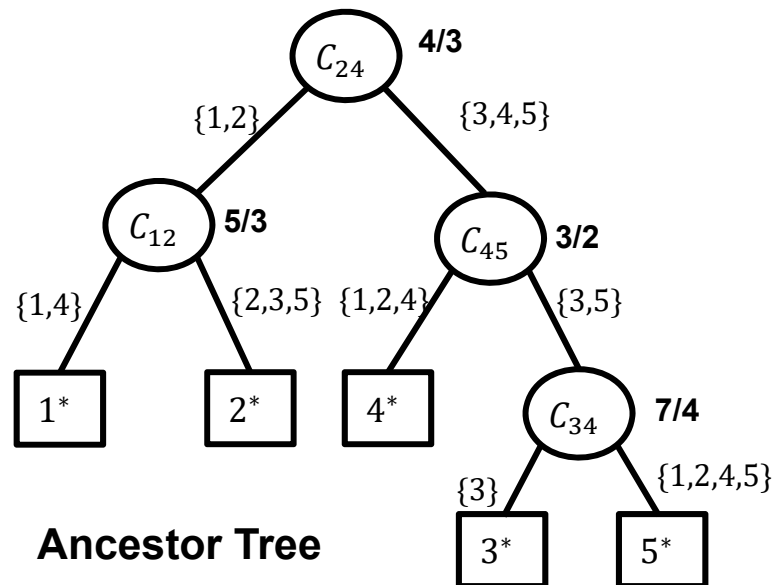 C₂₄ 4/3
{1,2} {3,4,5}
C₁₂ 5/3 C₄₅ 3/2
{1,4} {2,3,5} {1,2,4} {3,5}
1* 2* 4* C₃₄ 7/4
{3} {1,2,4,5}
Ancestor Tree 3* 5*